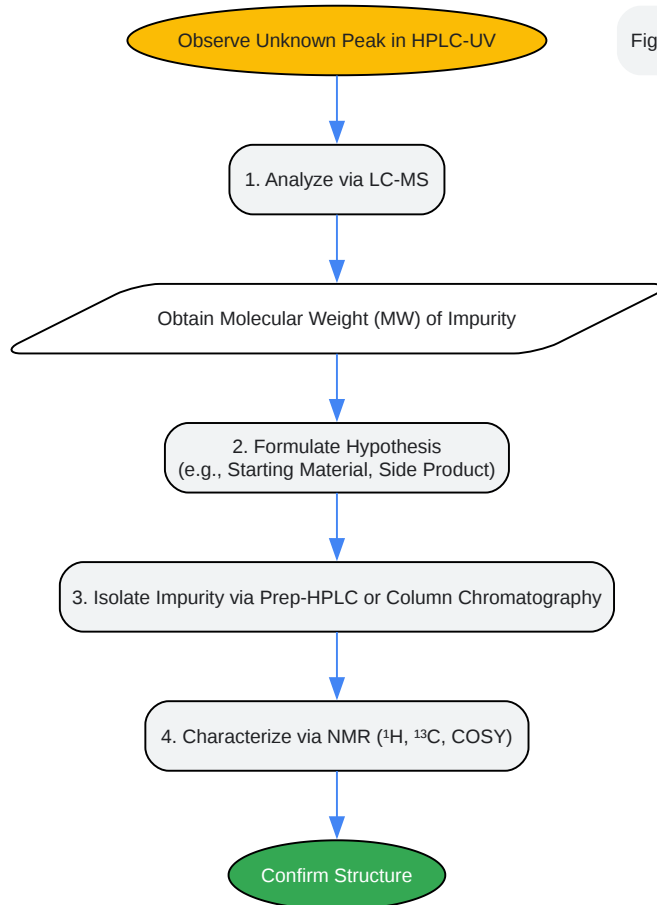 Observe Unknown Peak in HPLC-UV
Fig
1. Analyze via LC-MS
Obtain Molecular Weight (MW) of Impurity
2. Formulate Hypothesis
(e.g., Starting Material, Side Product)
3. Isolate Impurity via Prep-HPLC or Column Chromatography
4. Characterize via NMR (¹H, ¹³C, COSY)
Confirm Structure